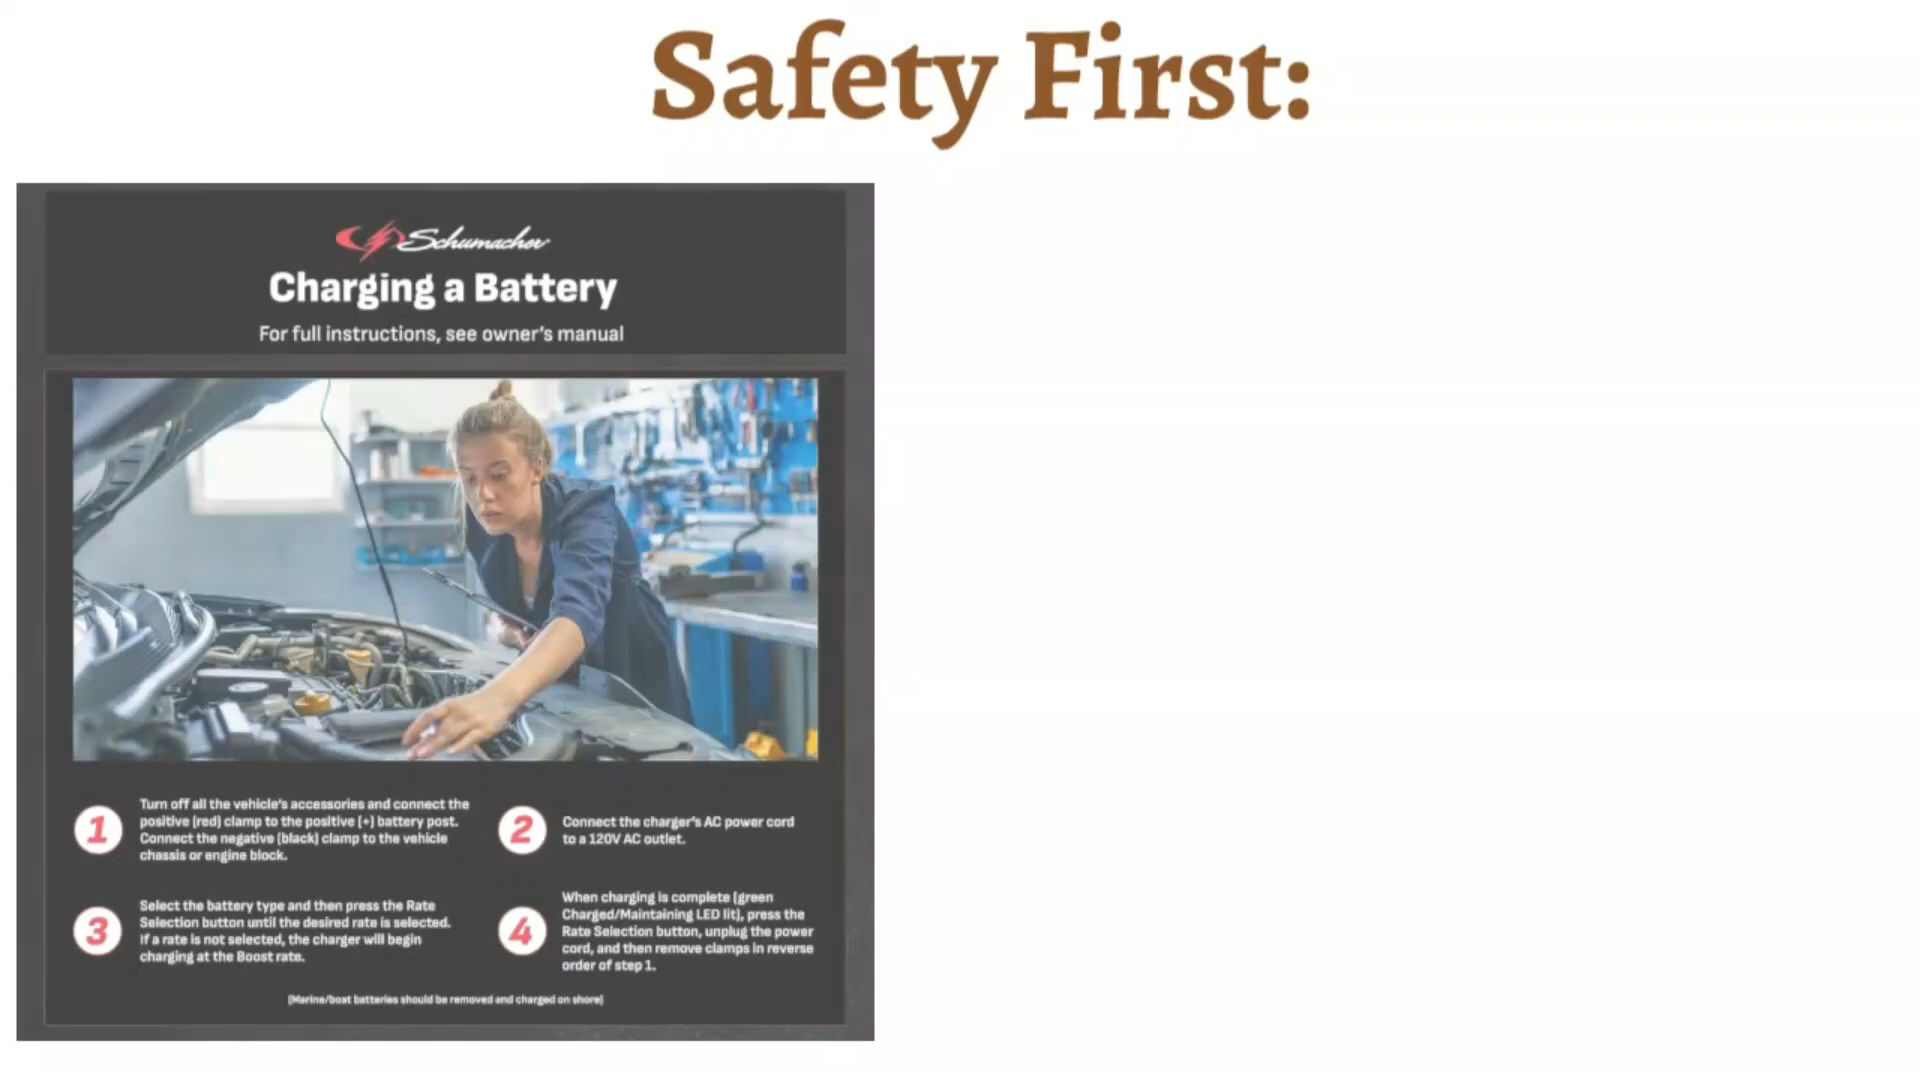 Safety First:
Schumacher
Charging a Battery
For full instructions, see owner's manual
1
Turn off all the vehicle's accessories and connect the
positive (red) clamp to the positive (+) battery post.
Connect the negative (black) clamp to the vehicle
chassis or engine block.
2
Connect the charger's AC power cord
to a 120V AC outlet.
3
Select the battery type and then press the Rate
Selection button until the desired rate is selected.
If a rate is not selected, the charger will begin
charging at the Boost rate.
4
When charging is complete (green
Charged/Maintaining LED lit), press the
Rate Selection button, unplug the power
cord, and then remove clamps in reverse
order of step 1.
(Marine/boat batteries should be removed and charged on shore)